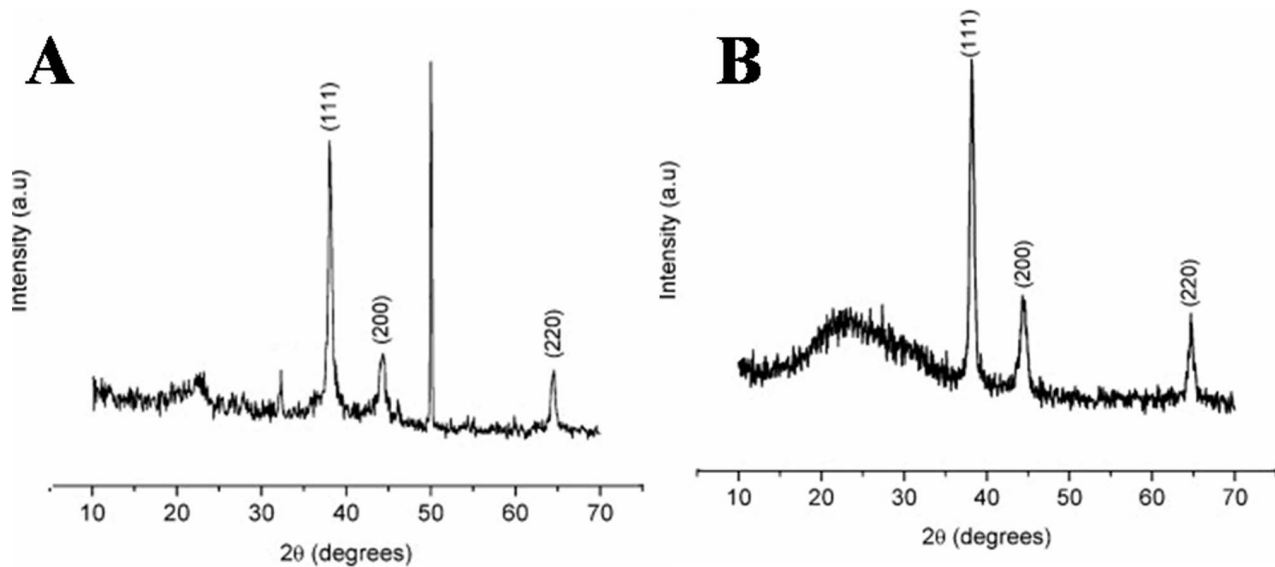 A
(111)
(200)
(220)
Intensity (a.u)
10 20 30 40 50 60 70
2θ (degrees)
B
(111)
(200)
(220)
Intensity (a.u)
10 20 30 40 50 60 70
2θ (degrees)